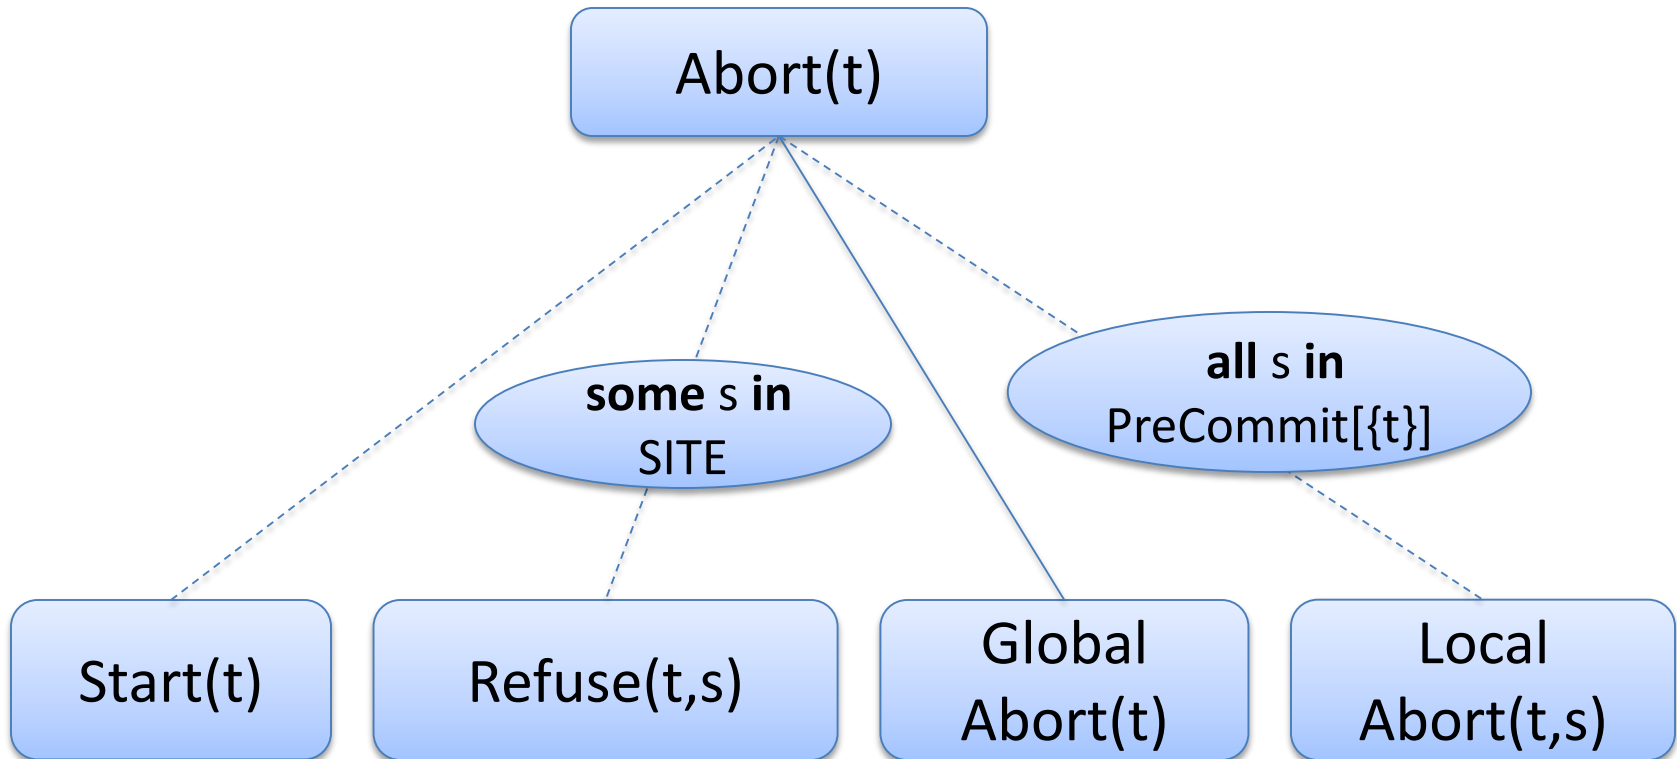 Abort(t)
some s in
SITE
all s in
PreCommit[{t}]
Start(t)
Refuse(t,s)
Global
Abort(t)
Local
Abort(t,s)